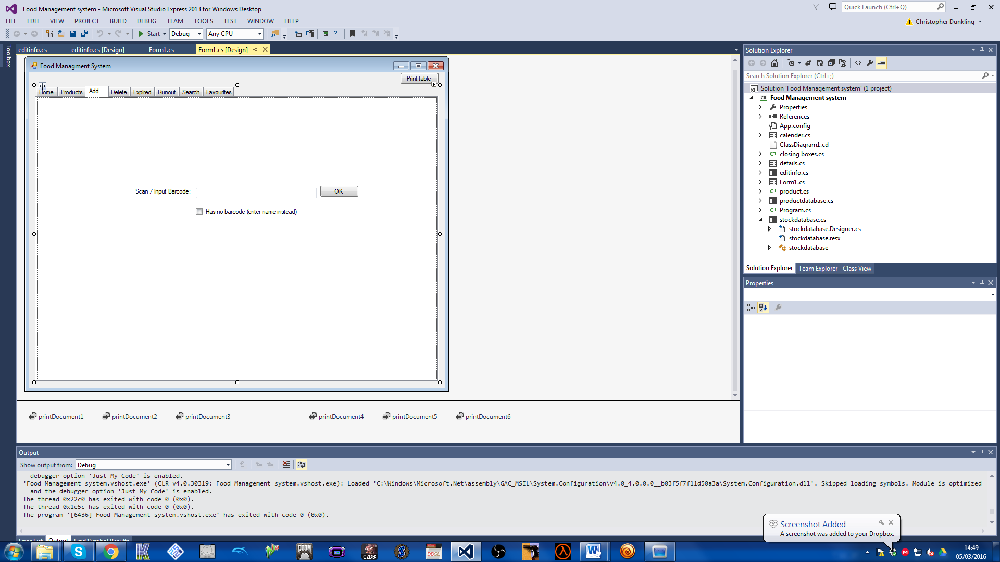 Food Management system - Microsoft Visual Studio Express 2013 for Windows Desktop
Quick Launch (Ctrl+Q)
FILE EDIT VIEW PROJECT BUILD DEBUG TEAM TOOLS TEST WINDOW HELP
Christopher Dunkling
Start Debug Any CPU
Toolbox
editinfo.cs editinfo.cs [Design] Form1.cs Form1.cs [Design]
Food Managment System
Print table
Home Products Add Delete Expired Runout Search Favourites
Scan / Input Barcode:
OK
Has no barcode (enter name instead)
printDocument1 printDocument2 printDocument3 printDocument4 printDocument5 printDocument6
Solution Explorer
Search Solution Explorer (Ctrl+;)
Solution 'Food Management system' (1 project)
Food Management system
Properties
References
App.config
calender.cs
ClassDiagram1.cd
closing boxes.cs
details.cs
editinfo.cs
Form1.cs
product.cs
productdatabase.cs
Program.cs
stockdatabase.cs
stockdatabase.Designer.cs
stockdatabase.resx
stockdatabase
Solution Explorer Team Explorer Class View
Properties
Output
Show output from: Debug
debugger option 'Just My Code' is enabled.
'Food Management system.vshost.exe' (CLR v4.0.30319: Food Management system.vshost.exe): Loaded 'C:\Windows\Microsoft.Net\assembly\GAC_MSIL\System.Configuration\v4.0_4.0.0.0__b03f5f7f11d50a3a\System.Configuration.dll'. Skipped loading symbols. Module is optimized
and the debugger option 'Just My Code' is enabled.
The thread 0x22c0 has exited with code 0 (0x0).
The thread 0x1e5c has exited with code 0 (0x0).
The program '[6436] Food Management system.vshost.exe' has exited with code 0 (0x0).
Error List Output Find Symbol Results
Screenshot Added
A screenshot was added to your Dropbox.
DOOM
GZDB
DBGL
14:49
05/03/2016